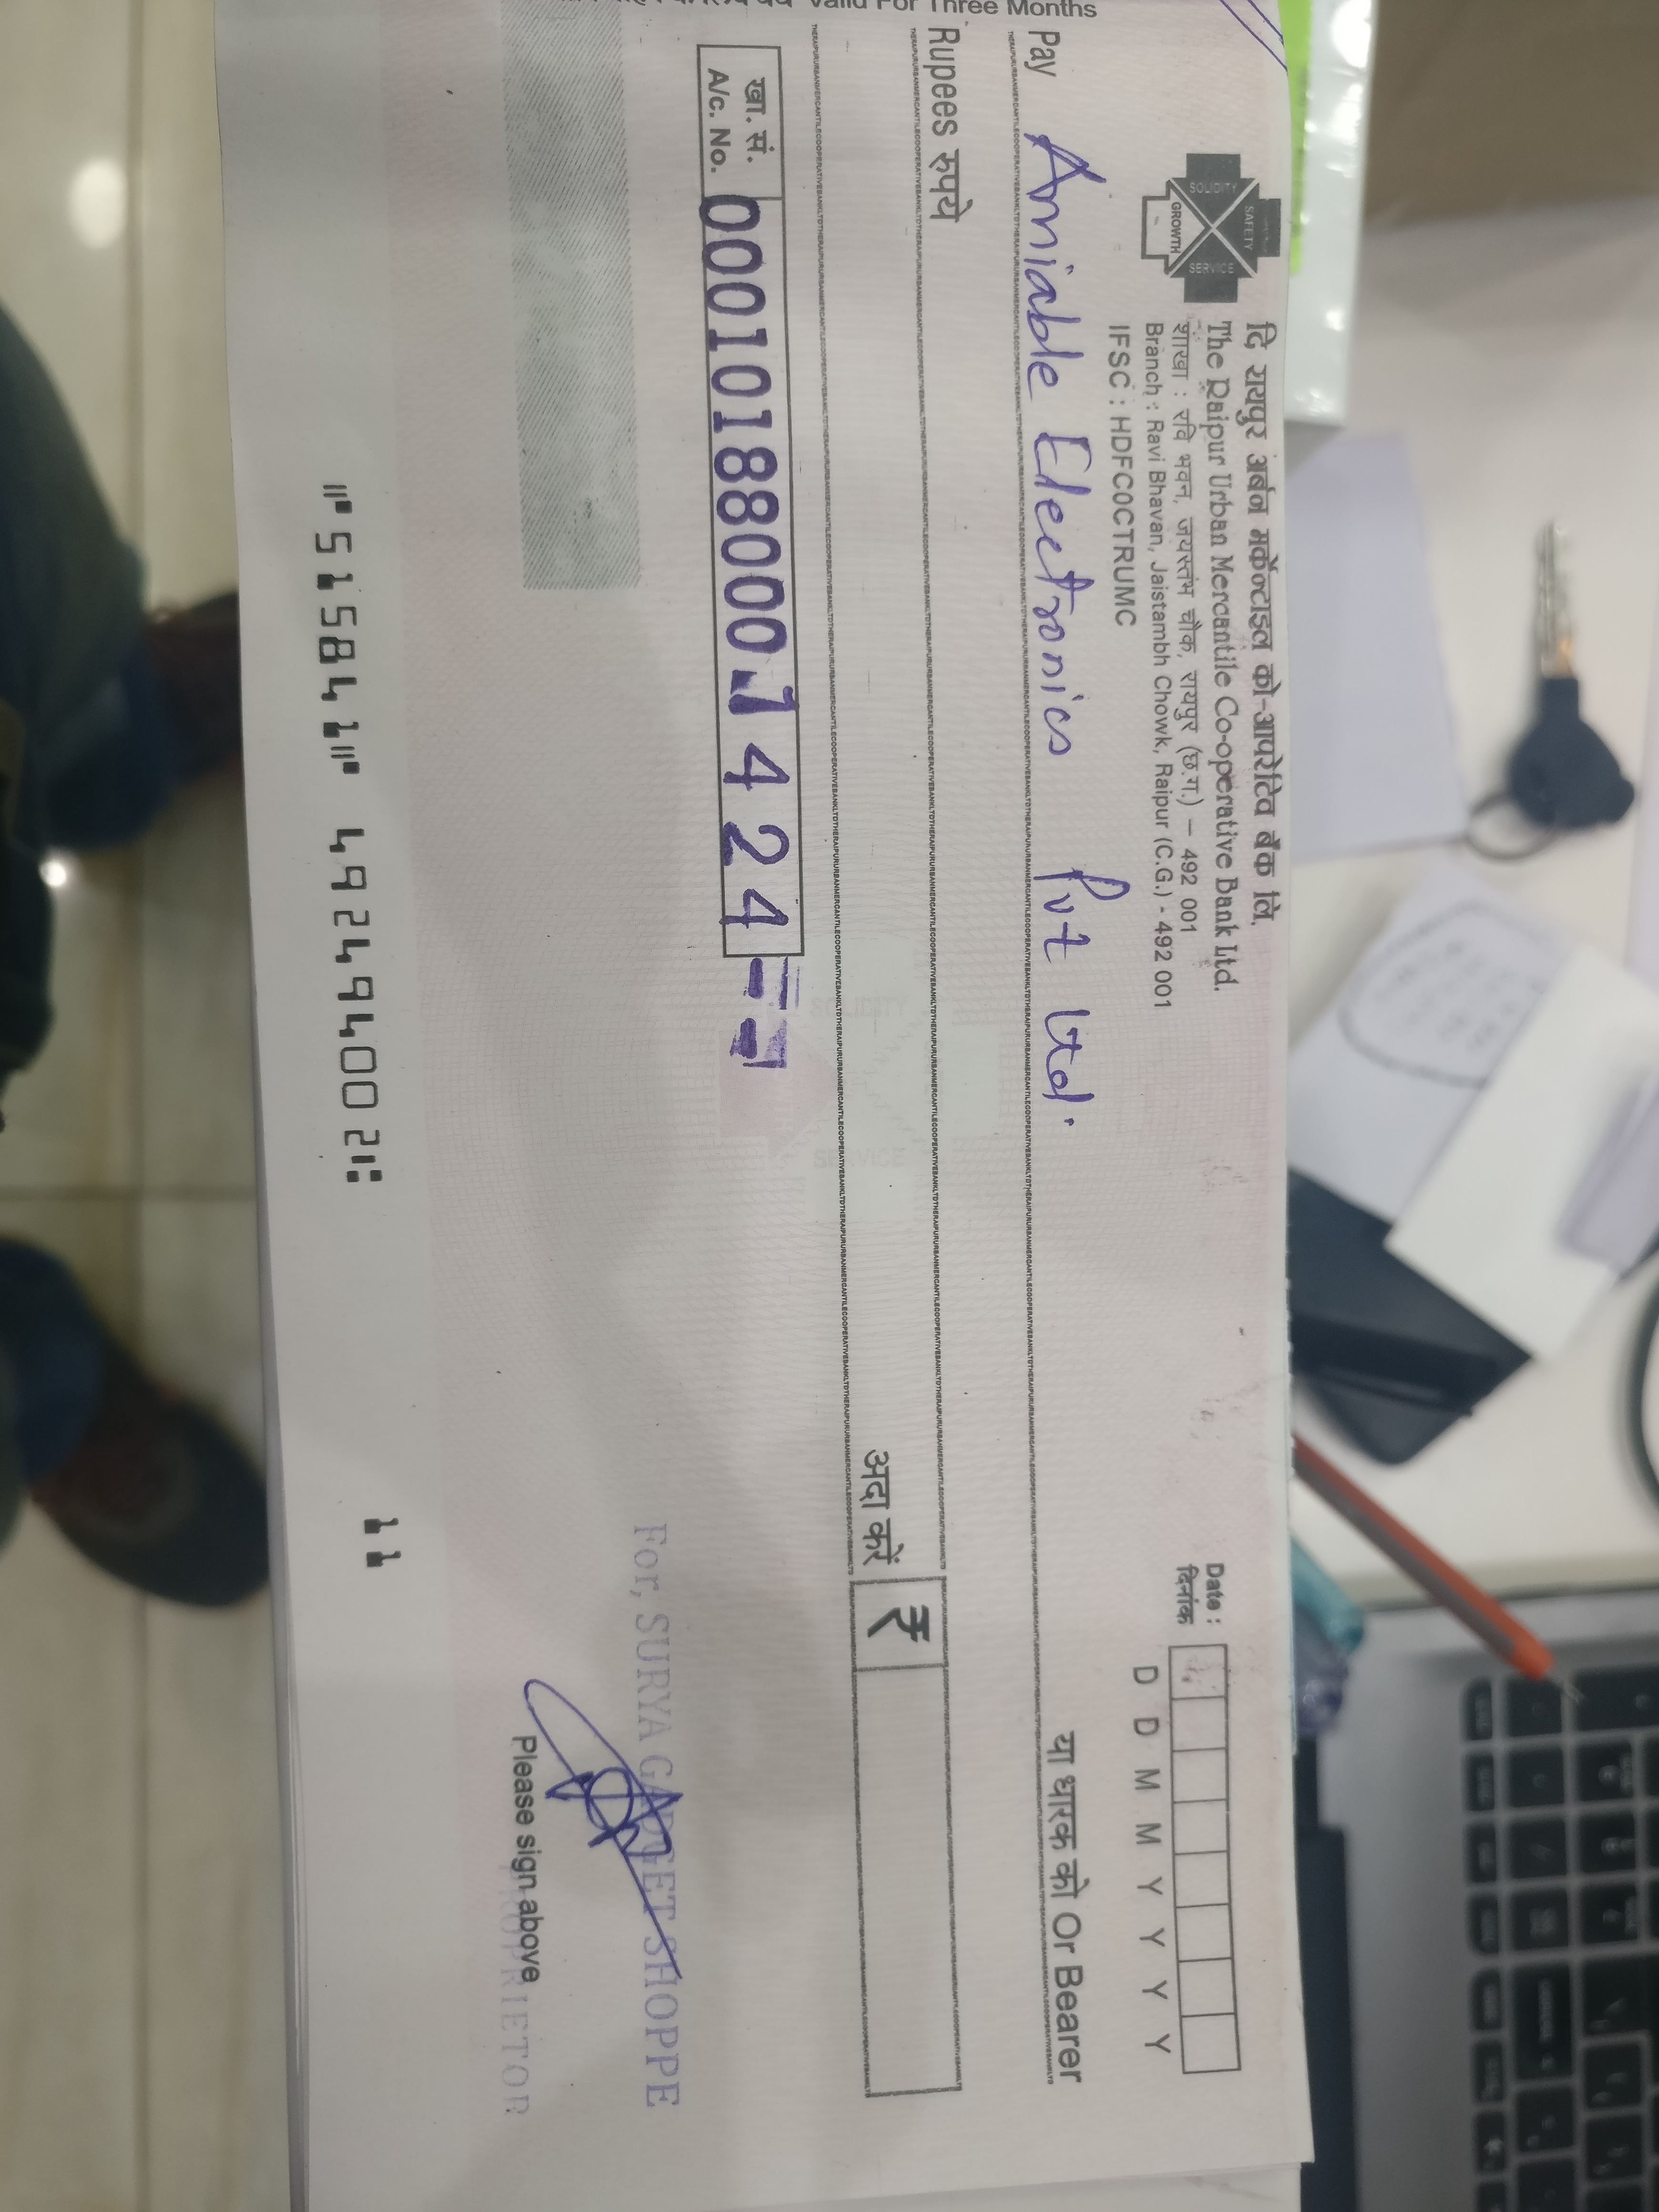 Valid For Three Months
SOLIDITY
SAFETY
GROWTH
SERVICE
दि रायपुर अर्बन मर्केन्टाइल को-आपरेटिव बैंक लि.
The Raipur Urban Mercantile Co-operative Bank Ltd.
शाखा : रवि भवन, जयस्तंभ चौक, रायपुर (छ.ग.) – 492 001
Branch : Ravi Bhavan, Jaistambh Chowk, Raipur (C.G.) - 492 001
IFSC : HDFC0CTRUMC
Date :
दिनांक
D D M M Y Y Y Y
Pay Amiable Electronics Pvt Ltd.
या धारक को Or Bearer
Rupees रुपये
अदा करें ₹
खा. सं.
A/c. No. 000101880001424
SOLIDITY
SERVICE
For, SURYA GADGET SHOPPE
Please sign above
PROPRIETOR
⑈515841⑈ 492494002⑆ 11